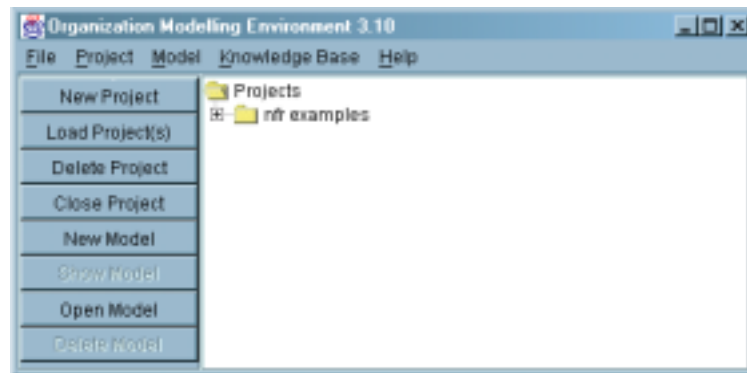 Organization Modelling Environment 3.10
File Project Model Knowledge Base Help
New Project
Load Project(s)
Delete Project
Close Project
New Model
Show Model
Open Model
Delete Model
Projects
nfr examples